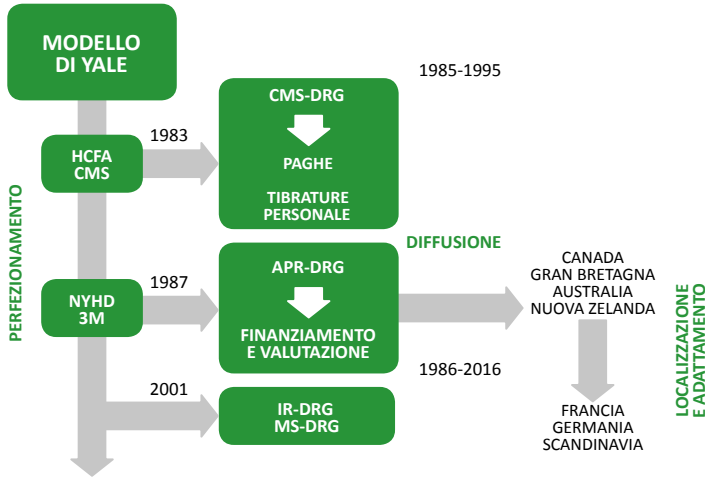 MODELLO
DI YALE
1985-1995
CMS-DRG
PAGHE
TIBRATURE
PERSONALE
1983
HCFA
CMS
PERFEZIONAMENTO
DIFFUSIONE
1987
NYHD
3M
APR-DRG
FINANZIAMENTO
E VALUTAZIONE
CANADA
GRAN BRETAGNA
AUSTRALIA
NUOVA ZELANDA
LOCALIZZAZIONE
E ADATTAMENTO
1986-2016
2001
IR-DRG
MS-DRG
FRANCIA
GERMANIA
SCANDINAVIA